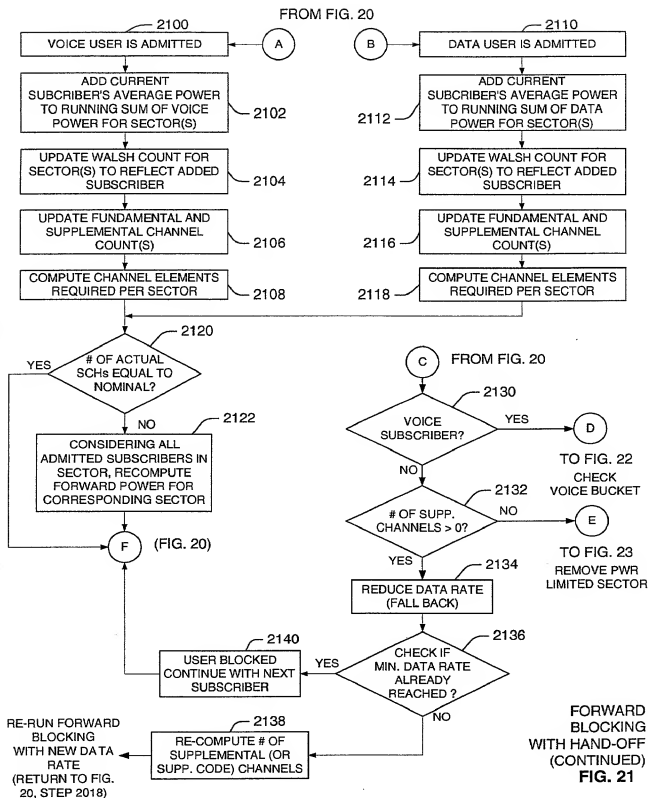 FROM FIG. 20
2100
VOICE USER IS ADMITTED
A
ADD CURRENT
SUBCRIBER'S AVERAGE POWER
TO RUNNING SUM OF VOICE
POWER FOR SECTOR(S)
2102
UPDATE WALSH COUNT FOR
SECTOR(S) TO REFLECT ADDED
SUBSCRIBER
2104
UPDATE FUNDAMENTAL AND
SUPPLEMENTAL CHANNEL
COUNT(S)
2106
COMPUTE CHANNEL ELEMENTS
REQUIRED PER SECTOR
2108
B
2110
DATA USER IS ADMITTED
ADD CURRENT
SUBCRIBER'S AVERAGE POWER
TO RUNNING SUM OF DATA
POWER FOR SECTOR(S)
2112
UPDATE WALSH COUNT FOR
SECTOR(S) TO REFLECT ADDED
SUBSCRIBER
2114
UPDATE FUNDAMENTAL AND
SUPPLEMENTAL CHANNEL
COUNT(S)
2116
COMPUTE CHANNEL ELEMENTS
REQUIRED PER SECTOR
2118
2120
# OF ACTUAL
SCHs EQUAL TO
NOMINAL?
YES
NO
2122
CONSIDERING ALL
ADMITTED SUBSCRIBERS IN
SECTOR, RECOMPUTE
FORWARD POWER FOR
CORRESPONDING SECTOR
F
(FIG. 20)
C
FROM FIG. 20
2130
VOICE
SUBSCRIBER?
YES
D
TO FIG. 22
CHECK
VOICE BUCKET
NO
2132
# OF SUPP.
CHANNELS > 0?
NO
E
TO FIG. 23
REMOVE PWR
LIMITED SECTOR
YES
2134
REDUCE DATA RATE
(FALL BACK)
2136
CHECK IF
MIN. DATA RATE
ALREADY
REACHED ?
YES
2140
USER BLOCKED
CONTINUE WITH NEXT
SUBSCRIBER
NO
2138
RE-COMPUTE # OF
SUPPLEMENTAL (OR
SUPP. CODE) CHANNELS
RE-RUN FORWARD
BLOCKING
WITH NEW DATA
RATE
(RETURN TO FIG.
20, STEP 2018)
FORWARD
BLOCKING
WITH HAND-OFF
(CONTINUED)
FIG. 21